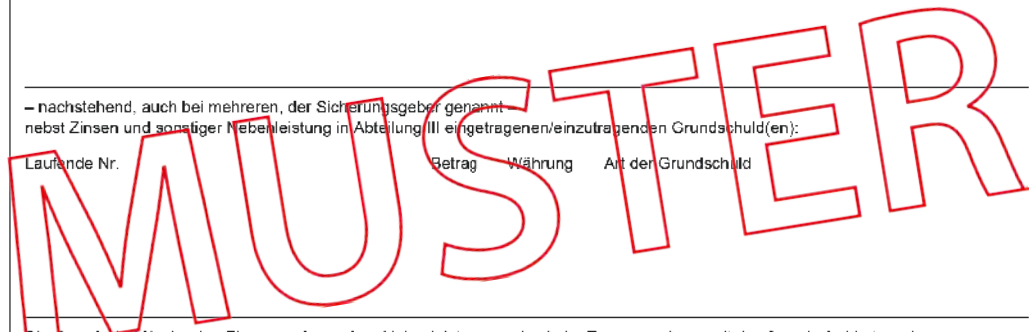 – nachstehend, auch bei mehreren, der Sicherungsgeber genannt –
nebst Zinsen und sonstiger Nebenleistung in Abteilung III eingetragenen/einzutragenden Grundschuld(en):
Laufende Nr. Betrag Währung Art der Grundschuld
MUSTER